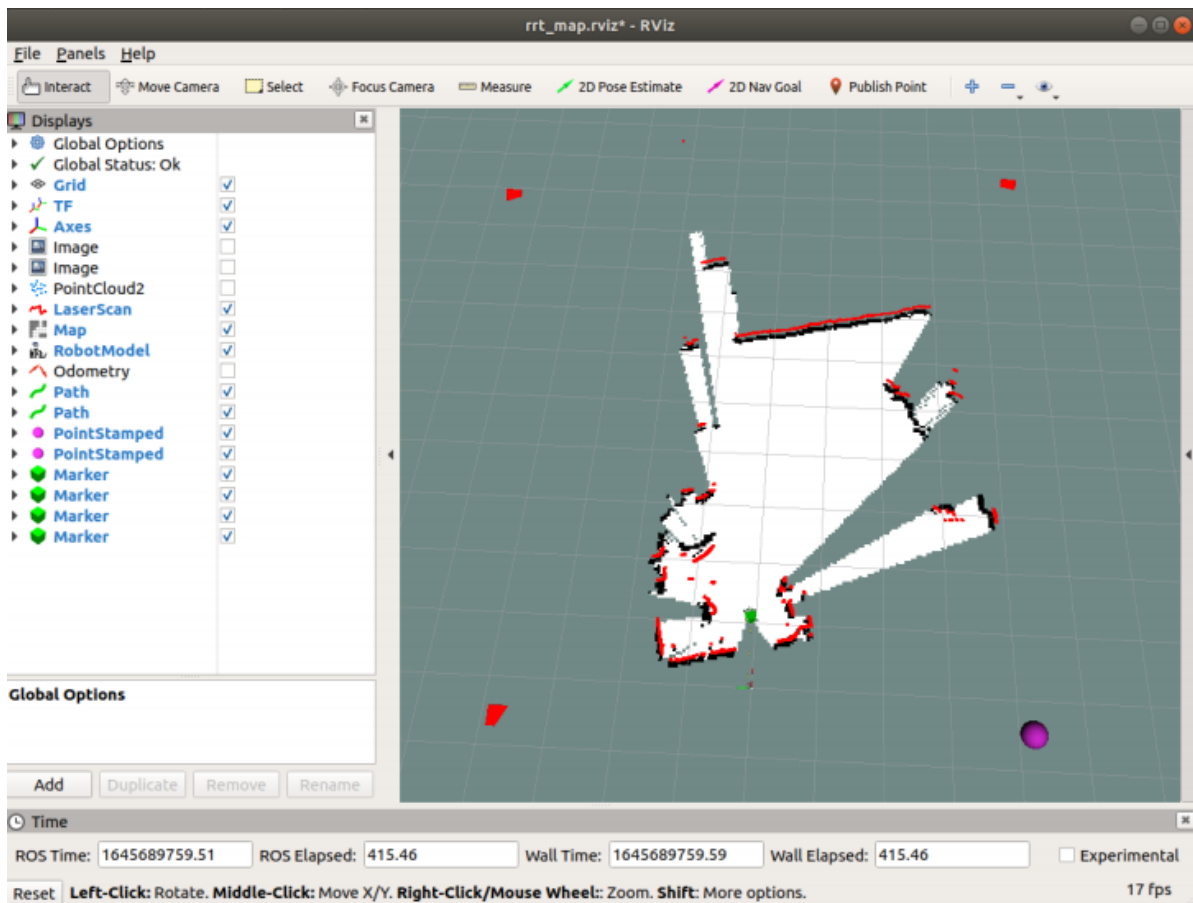 rrt_map.rviz* - RViz
File Panels Help
Interact Move Camera Select Focus Camera Measure 2D Pose Estimate 2D Nav Goal Publish Point
Displays
Global Options
Global Status: Ok
Grid
TF
Axes
Image
Image
PointCloud2
LaserScan
Map
RobotModel
Odometry
Path
Path
PointStamped
PointStamped
Marker
Marker
Marker
Marker
Global Options
Add Duplicate Remove Rename
Time
ROS Time: 1645689759.51 ROS Elapsed: 415.46 Wall Time: 1645689759.59 Wall Elapsed: 415.46 Experimental
Reset Left-Click: Rotate. Middle-Click: Move X/Y. Right-Click/Mouse Wheel:: Zoom. Shift: More options. 17 fps